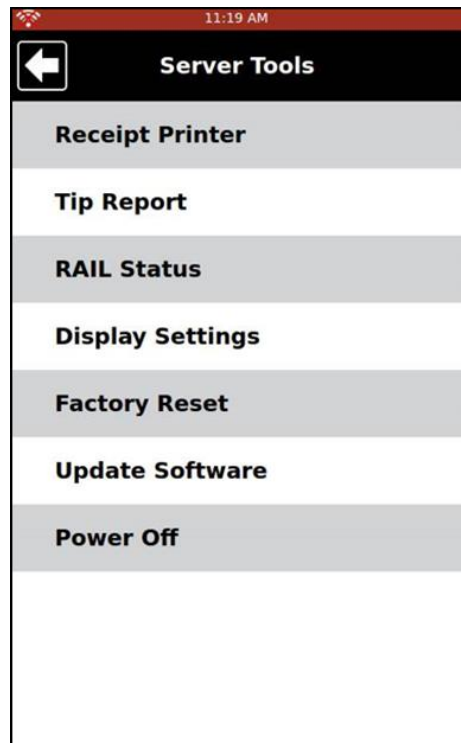 11:19 AM
Server Tools
Receipt Printer
Tip Report
RAIL Status
Display Settings
Factory Reset
Update Software
Power Off